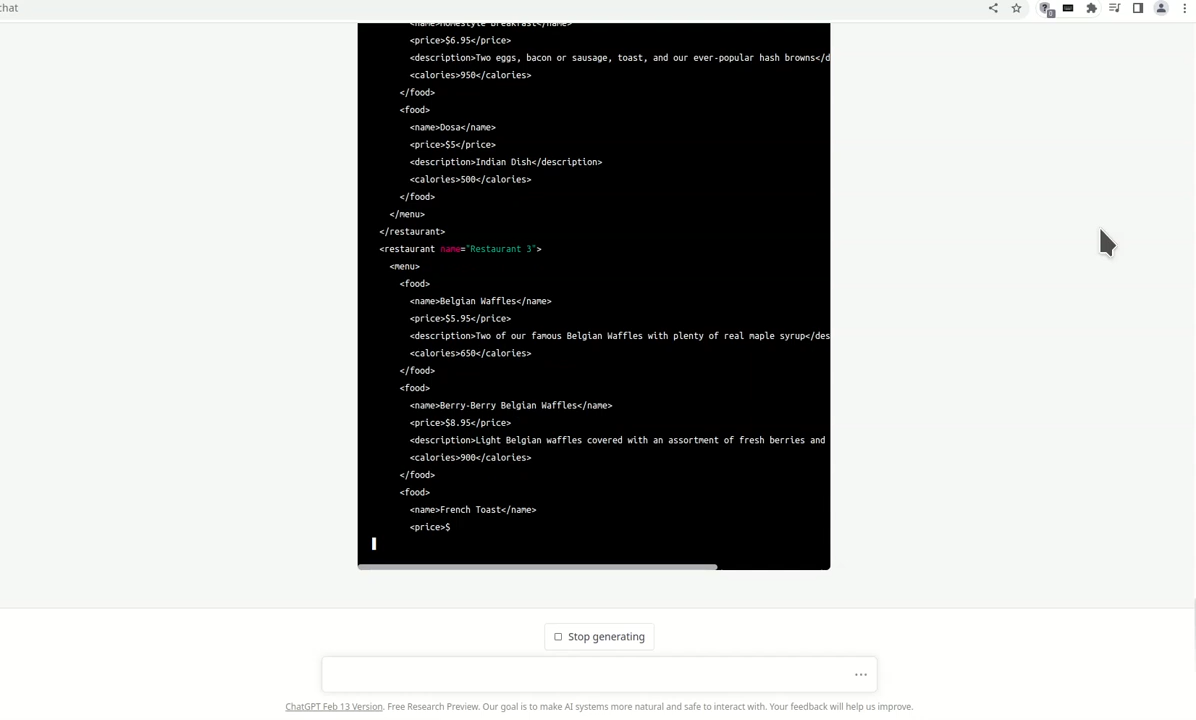 chat
<name>Homestyle Breakfast</name>
<price>$6.95</price>
<description>Two eggs, bacon or sausage, toast, and our ever-popular hash browns</d
<calories>950</calories>
</food>
<food>
<name>Dosa</name>
<price>$5</price>
<description>Indian Dish</description>
<calories>500</calories>
</food>
</menu>
</restaurant>
<restaurant name="Restaurant 3">
<menu>
<food>
<name>Belgian Waffles</name>
<price>$5.95</price>
<description>Two of our famous Belgian Waffles with plenty of real maple syrup</des
<calories>650</calories>
</food>
<food>
<name>Berry-Berry Belgian Waffles</name>
<price>$8.95</price>
<description>Light Belgian waffles covered with an assortment of fresh berries and
<calories>900</calories>
</food>
<food>
<name>French Toast</name>
<price>$
Stop generating
ChatGPT Feb 13 Version. Free Research Preview. Our goal is to make AI systems more natural and safe to interact with. Your feedback will help us improve.